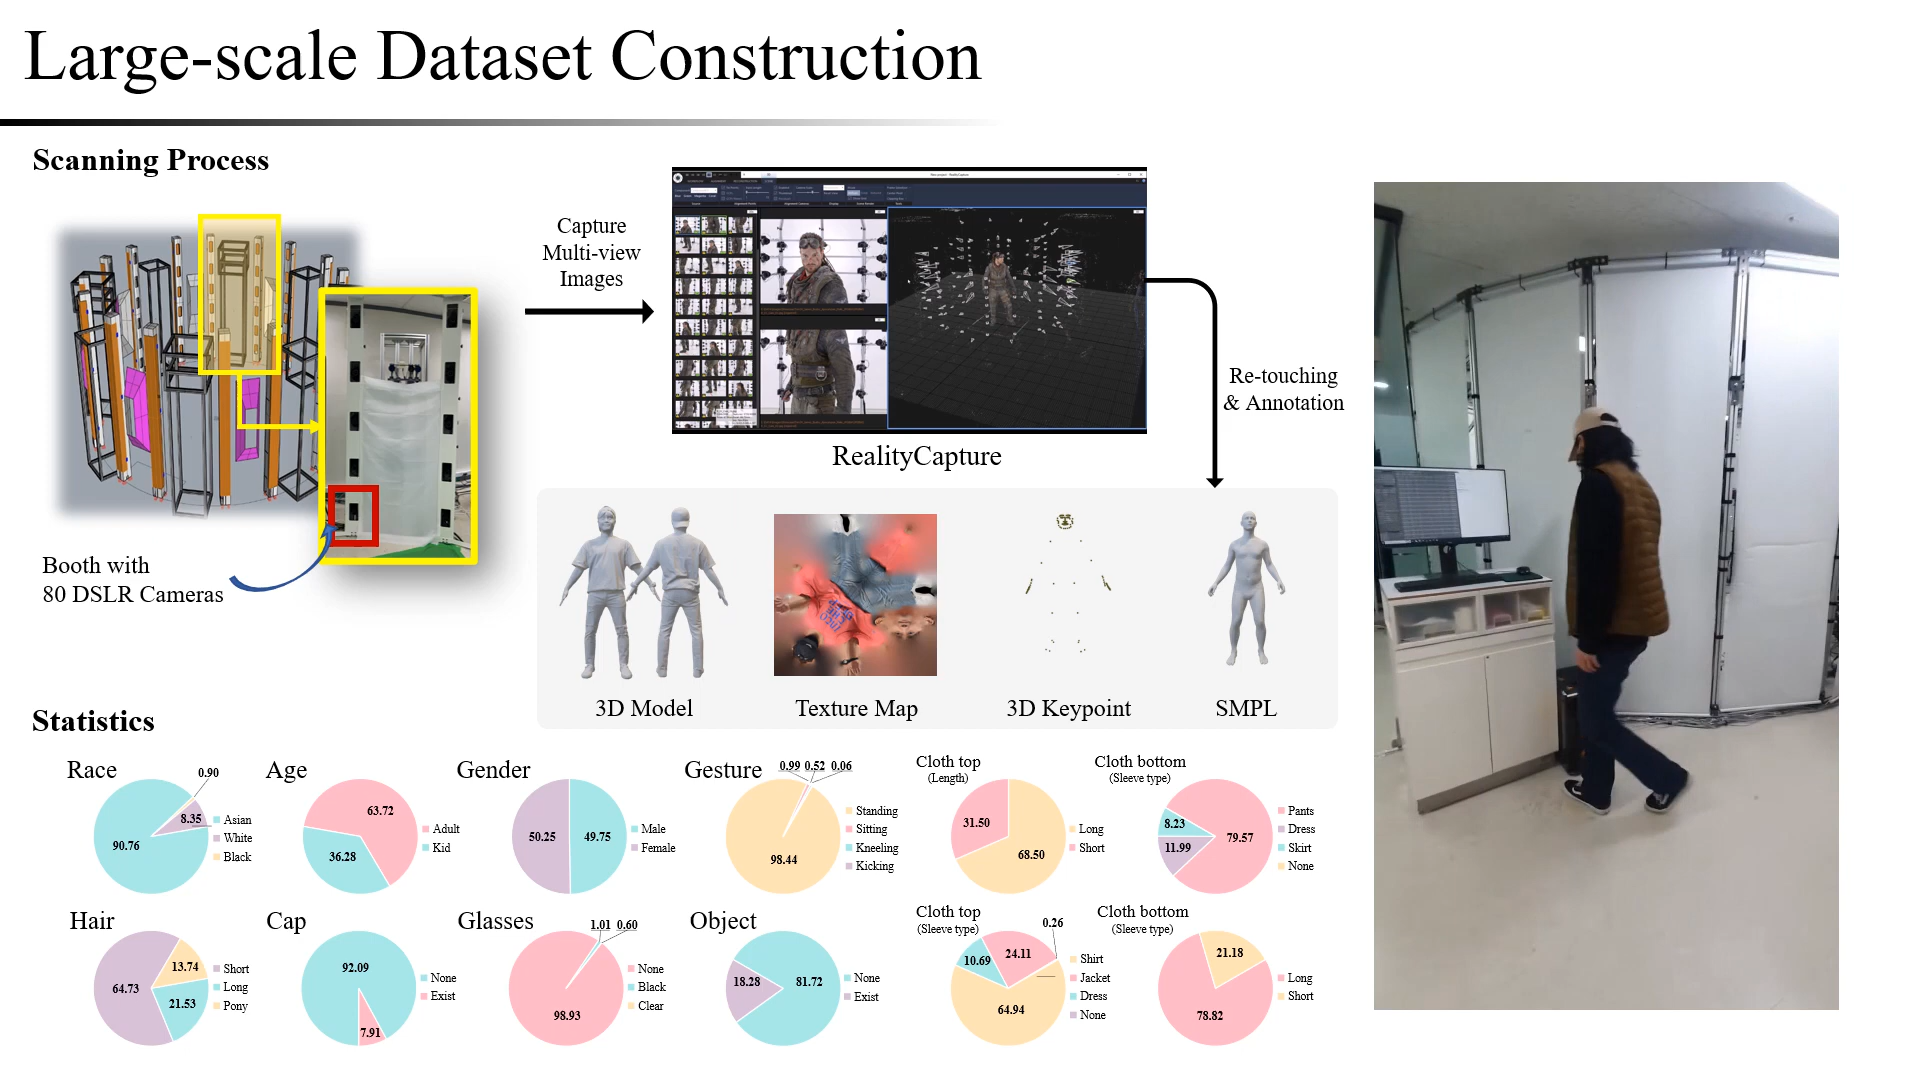 Large-scale Dataset Construction
Scanning Process
Capture
Multi-view
Images
Re-touching
& Annotation
RealityCapture
Booth with
80 DSLR Cameras
3D Model
Texture Map
3D Keypoint
SMPL
Statistics
Race
0.90
8.35
90.76
Asian
White
Black
Age
63.72
36.28
Adult
Kid
Gender
50.25
49.75
Male
Female
Gesture
0.99 0.52 0.06
98.44
Standing
Sitting
Kneeling
Kicking
Cloth top
(Length)
31.50
68.50
Long
Short
Cloth bottom
(Sleeve type)
8.23
11.99
79.57
Pants
Dress
Skirt
None
Hair
13.74
64.73
21.53
Short
Long
Pony
Cap
92.09
7.91
None
Exist
Glasses
1.01 0.60
98.93
None
Black
Clear
Object
18.28
81.72
None
Exist
Cloth top
(Sleeve type)
0.26
24.11
10.69
64.94
Shirt
Jacket
Dress
None
Cloth bottom
(Sleeve type)
21.18
78.82
Long
Short